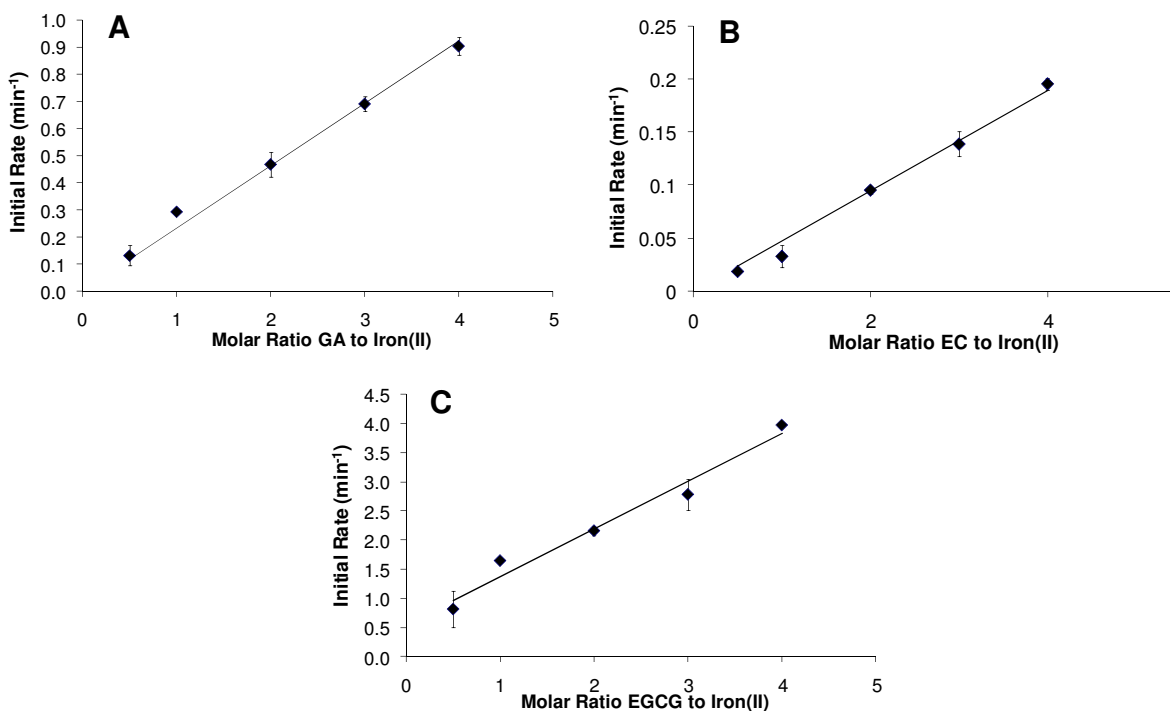 A
Initial Rate (min⁻¹)
1.0
0.9
0.8
0.7
0.6
0.5
0.4
0.3
0.2
0.1
0.0
0 1 2 3 4 5
Molar Ratio GA to Iron(II)
B
Initial Rate (min⁻¹)
0.25
0.2
0.15
0.1
0.05
0
0 2 4
Molar Ratio EC to Iron(II)
C
Initial Rate (min⁻¹)
4.5
4.0
3.5
3.0
2.5
2.0
1.5
1.0
0.5
0.0
0 1 2 3 4 5
Molar Ratio EGCG to Iron(II)